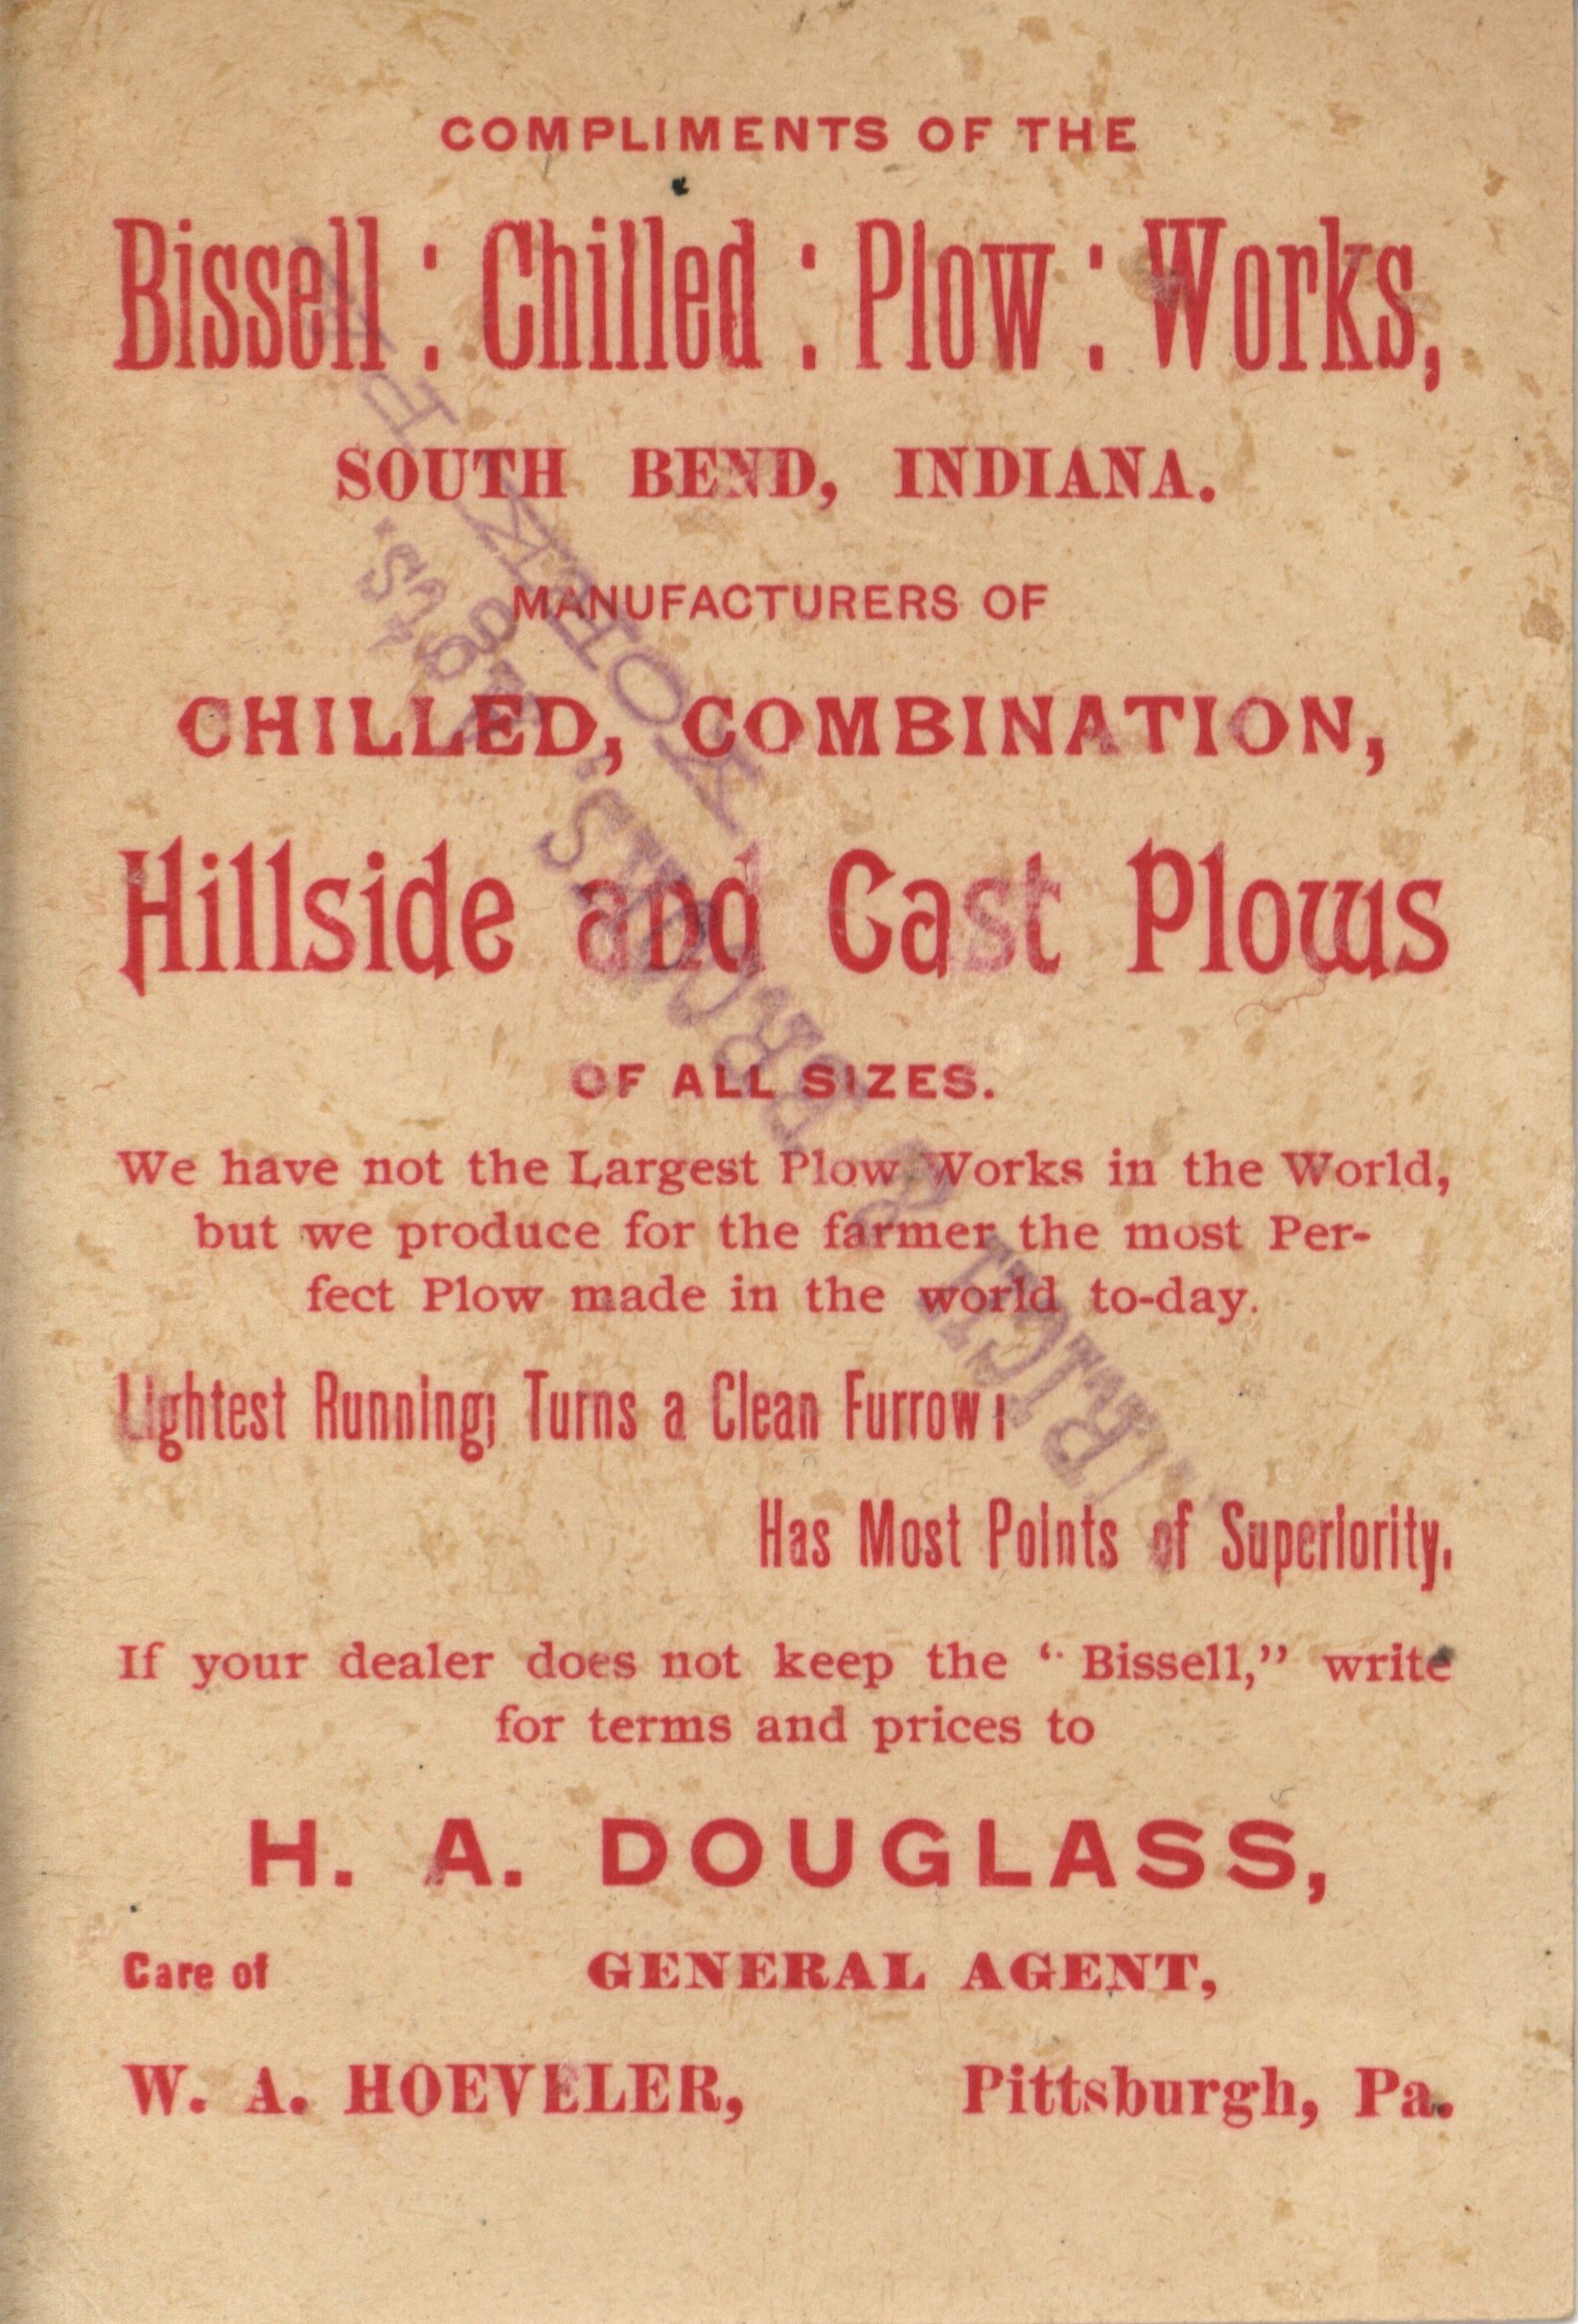 COMPLIMENTS OF THE
Bissell : Chilled : Plow : Works,
SOUTH BEND, INDIANA.
MANUFACTURERS OF
CHILLED, COMBINATION,
Hillside and Cast Plows
OF ALL SIZES.
We have not the Largest Plow Works in the World,
but we produce for the farmer the most Per-
fect Plow made in the world to-day.
Lightest Running; Turns a Clean Furrow;
Has Most Points of Superiority.
If your dealer does not keep the "Bissell," write
for terms and prices to
H. A. DOUGLASS,
Care of GENERAL AGENT,
W. A. HOEVELER, Pittsburgh, Pa.
YORK PA